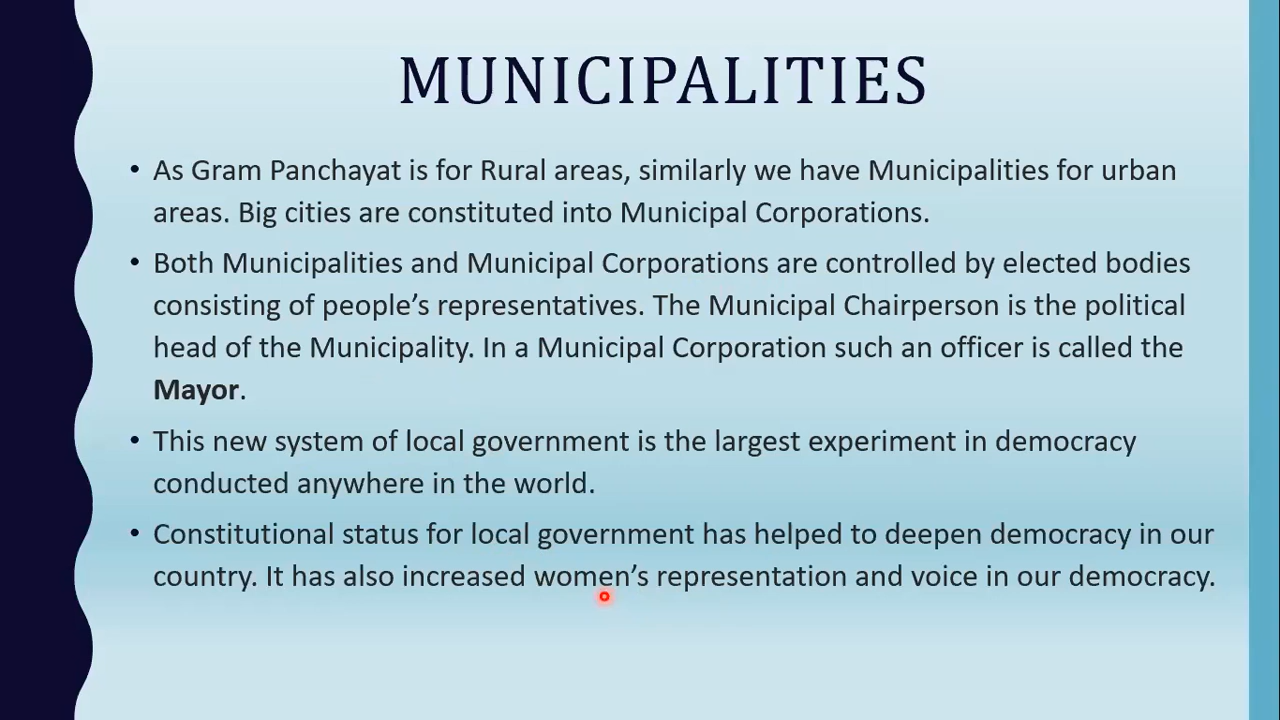 MUNICIPALITIES
• As Gram Panchayat is for Rural areas, similarly we have Municipalities for urban
areas. Big cities are constituted into Municipal Corporations.
• Both Municipalities and Municipal Corporations are controlled by elected bodies
consisting of people’s representatives. The Municipal Chairperson is the political
head of the Municipality. In a Municipal Corporation such an officer is called the
Mayor.
• This new system of local government is the largest experiment in democracy
conducted anywhere in the world.
• Constitutional status for local government has helped to deepen democracy in our
country. It has also increased women’s representation and voice in our democracy.